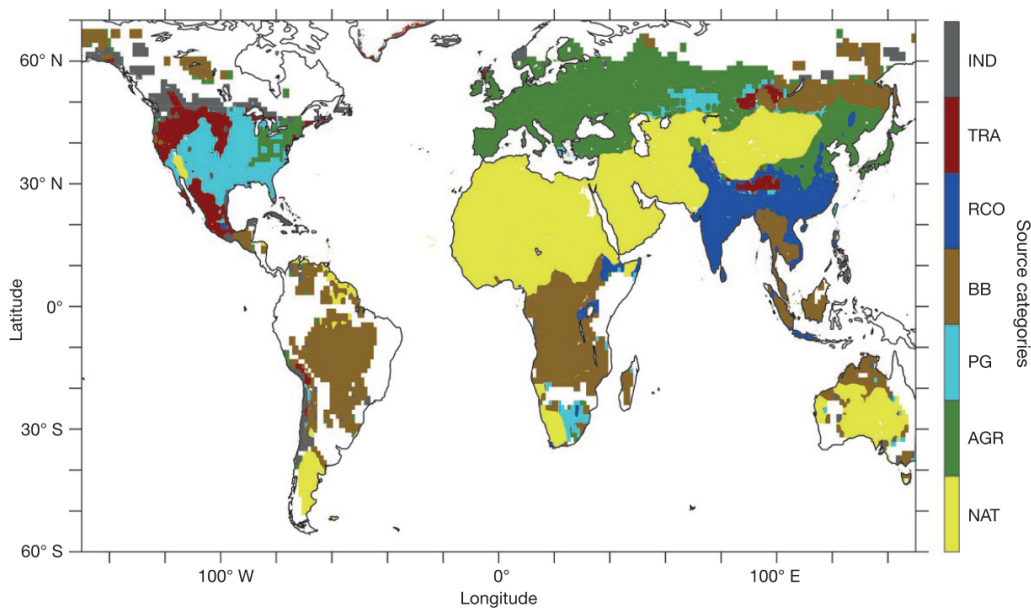 60° N
30° N
0°
30° S
60° S
Latitude
100° W
0°
100° E
Longitude
IND
TRA
RCO
BB
PG
AGR
NAT
Source categories